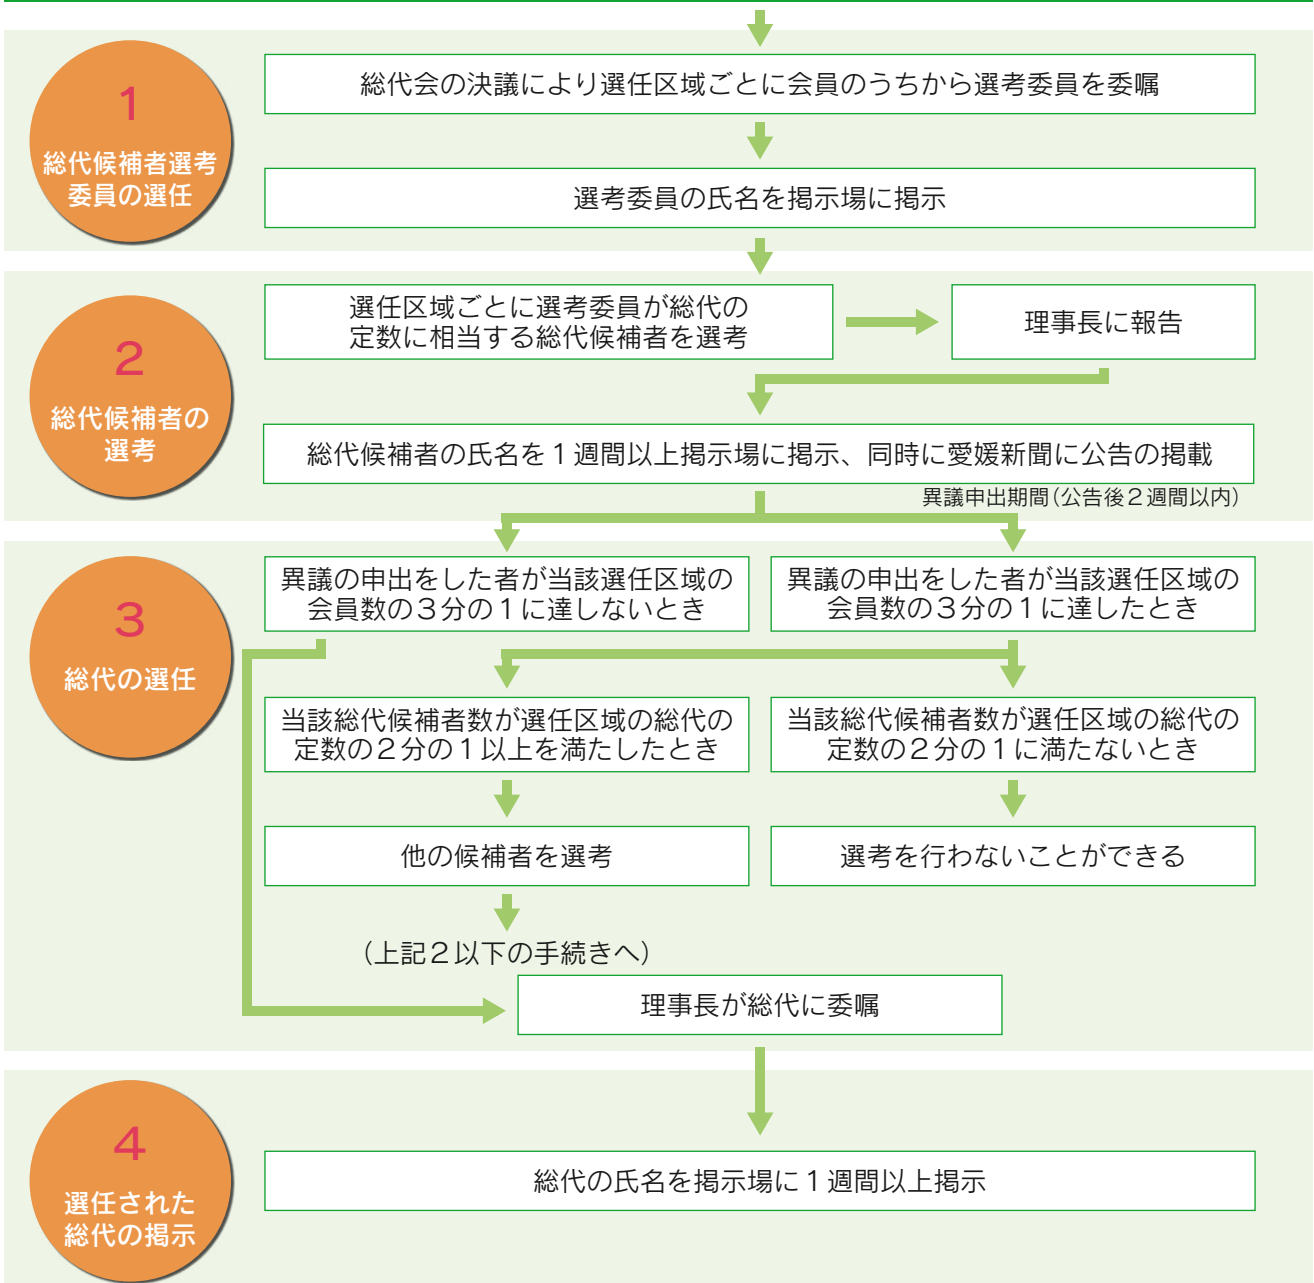 1
総代候補者選考
委員の選任
総代会の決議により選任区域ごとに会員のうちから選考委員を委嘱
選考委員の氏名を掲示場に掲示
2
総代候補者の
選考
選任区域ごとに選考委員が総代の
定数に相当する総代候補者を選考
理事長に報告
総代候補者の氏名を1週間以上掲示場に掲示、同時に愛媛新聞に公告の掲載
異議申出期間(公告後2週間以内)
3
総代の選任
異議の申出をした者が当該選任区域の
会員数の3分の1に達しないとき
異議の申出をした者が当該選任区域の
会員数の3分の1に達したとき
当該総代候補者数が選任区域の総代の
定数の2分の1以上を満たしたとき
当該総代候補者数が選任区域の総代の
定数の2分の1に満たないとき
他の候補者を選考
選考を行わないことができる
(上記2以下の手続きへ)
理事長が総代に委嘱
4
選任された
総代の掲示
総代の氏名を掲示場に1週間以上掲示